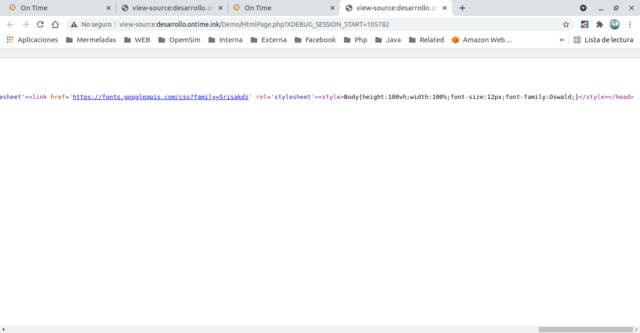 On Time
view-source:desarrollo.o
On Time
view-source:desarrollo.o
No seguro
view-source:desarrollo.ontime.ink/Demo/HtmlPage.php?XDEBUG_SESSION_START=105782
Aplicaciones
Mermeladas
WEB
OpemSim
Interna
Externa
Facebook
Php
Java
Related
Amazon Web…
»
Lista de lectura
esheet'><link href='https://fonts.googleapis.com/css?family=Srisakdi' rel='stylesheet'><style>Body{height:100vh;width:100%;font-size:12px;font-family:Oswald;}</style></head>